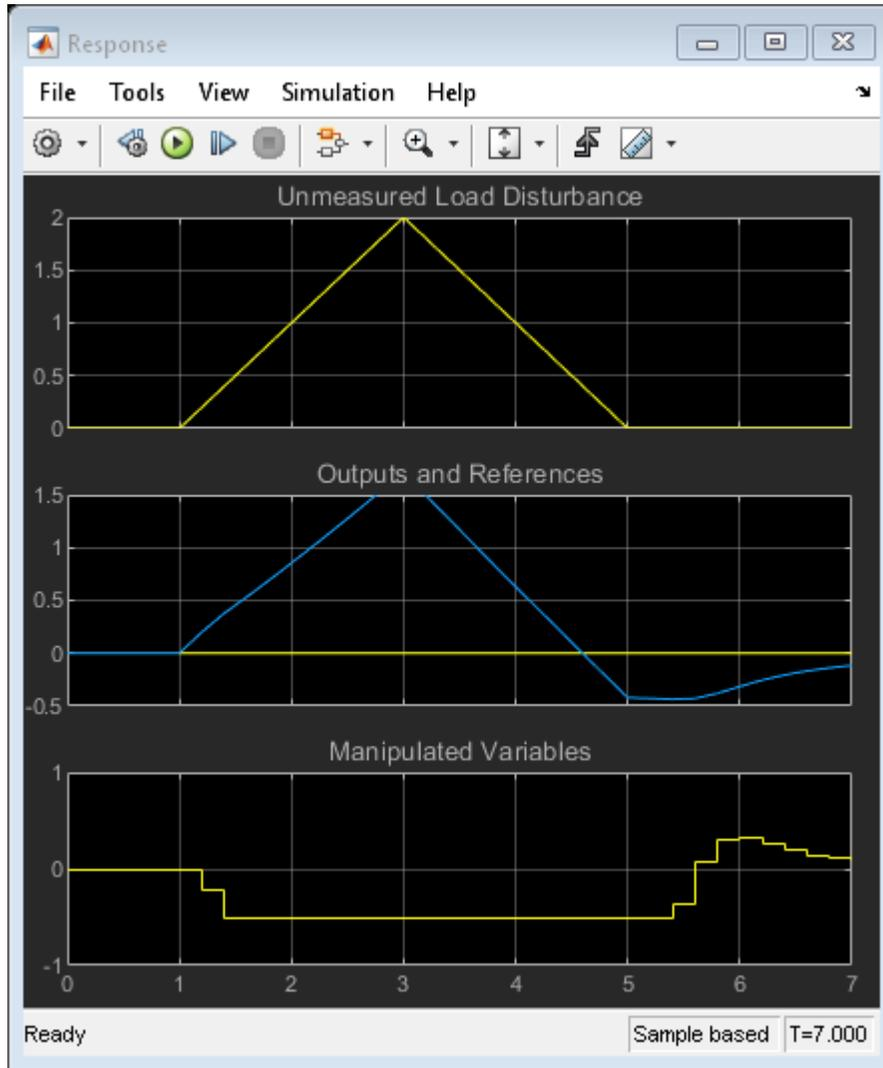 Response
File Tools View Simulation Help
Unmeasured Load Disturbance
2
1.5
1
0.5
0
Outputs and References
1.5
1
0.5
0
-0.5
Manipulated Variables
1
0
-1
0 1 2 3 4 5 6 7
Ready Sample based T=7.000